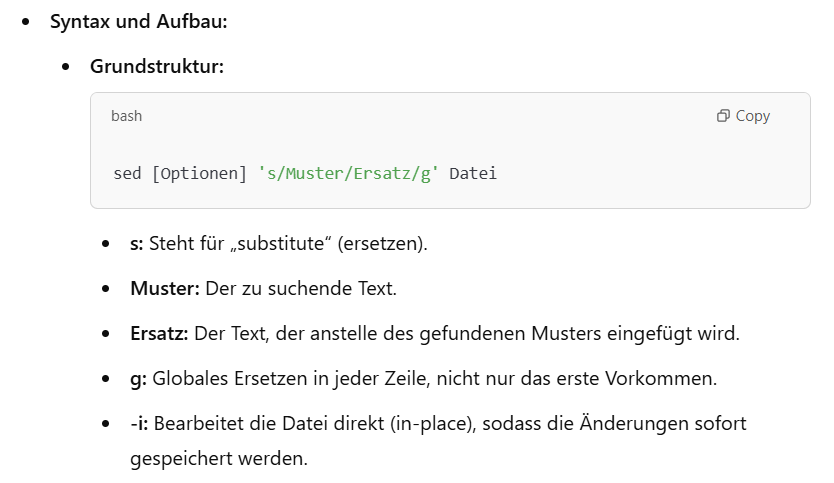 Syntax und Aufbau:
Grundstruktur:
bash
Copy
sed [Optionen] 's/Muster/Ersatz/g' Datei
s: Steht für „substitute“ (ersetzen).
Muster: Der zu suchende Text.
Ersatz: Der Text, der anstelle des gefundenen Musters eingefügt wird.
g: Globales Ersetzen in jeder Zeile, nicht nur das erste Vorkommen.
-i: Bearbeitet die Datei direkt (in-place), sodass die Änderungen sofort
gespeichert werden.